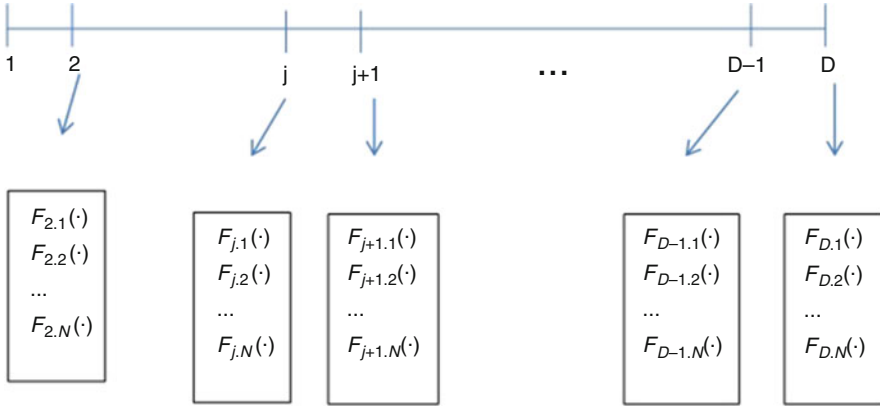 1 2 j j+1 ... D–1 D
F2.1(·)
F2.2(·)
...
F2.N(·)
Fj.1(·)
Fj.2(·)
...
Fj.N(·)
Fj+1.1(·)
Fj+1.2(·)
...
Fj+1.N(·)
FD–1.1(·)
FD–1.2(·)
...
FD–1.N(·)
FD.1(·)
FD.2(·)
...
FD.N(·)